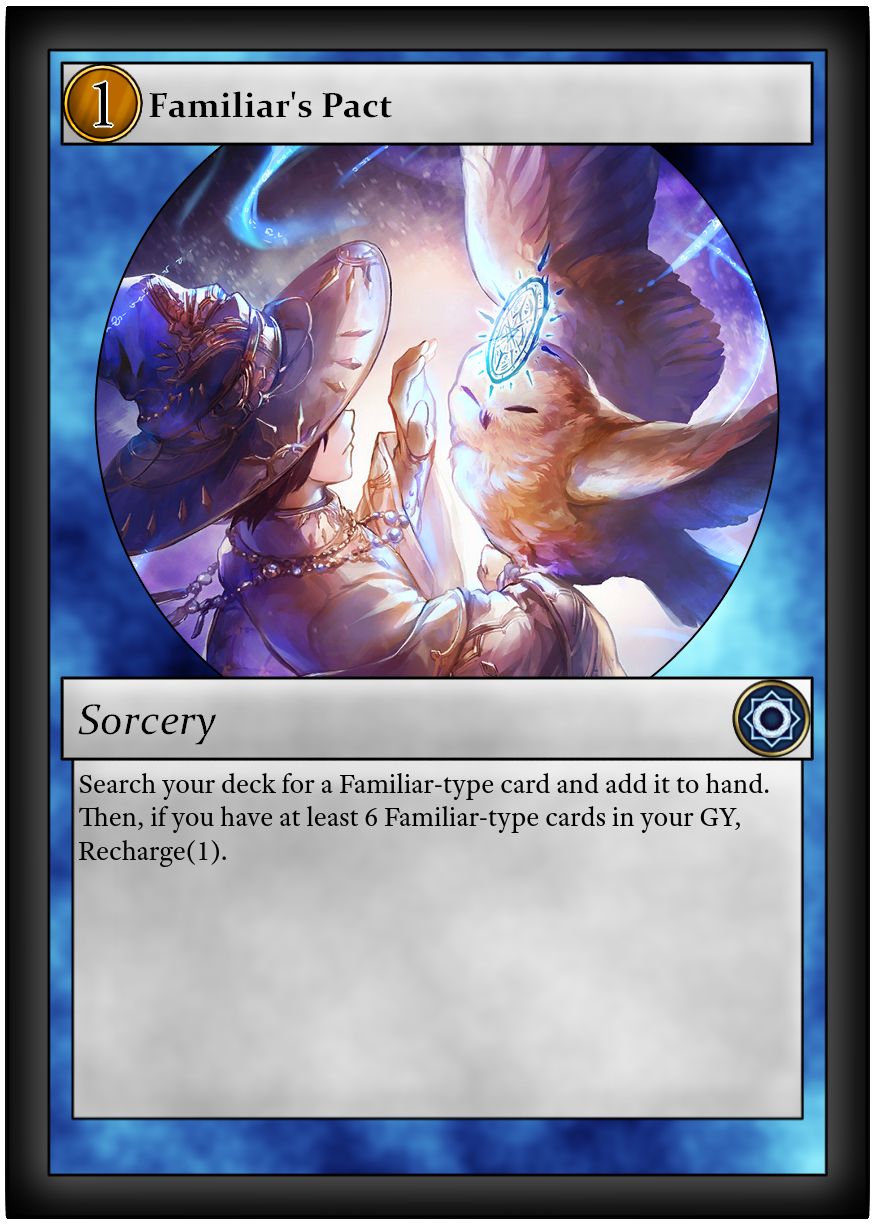 1
Familiar's Pact
Sorcery
Search your deck for a Familiar-type card and add it to hand.
Then, if you have at least 6 Familiar-type cards in your GY,
Recharge(1).